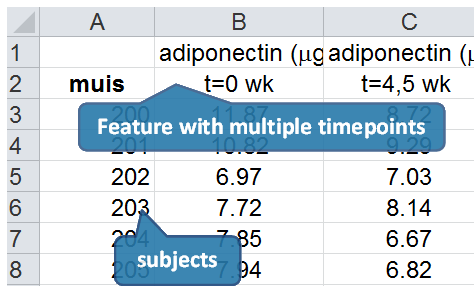 A B C
1 adiponectin (μg adiponectin (μ
2 muis t=0 wk t=4,5 wk
3 200 11.87 8.72
Feature with multiple timepoints
4 201 10.82 9.29
5 202 6.97 7.03
6 203 7.72 8.14
7 204 7.85 6.67
subjects
8 205 7.94 6.82